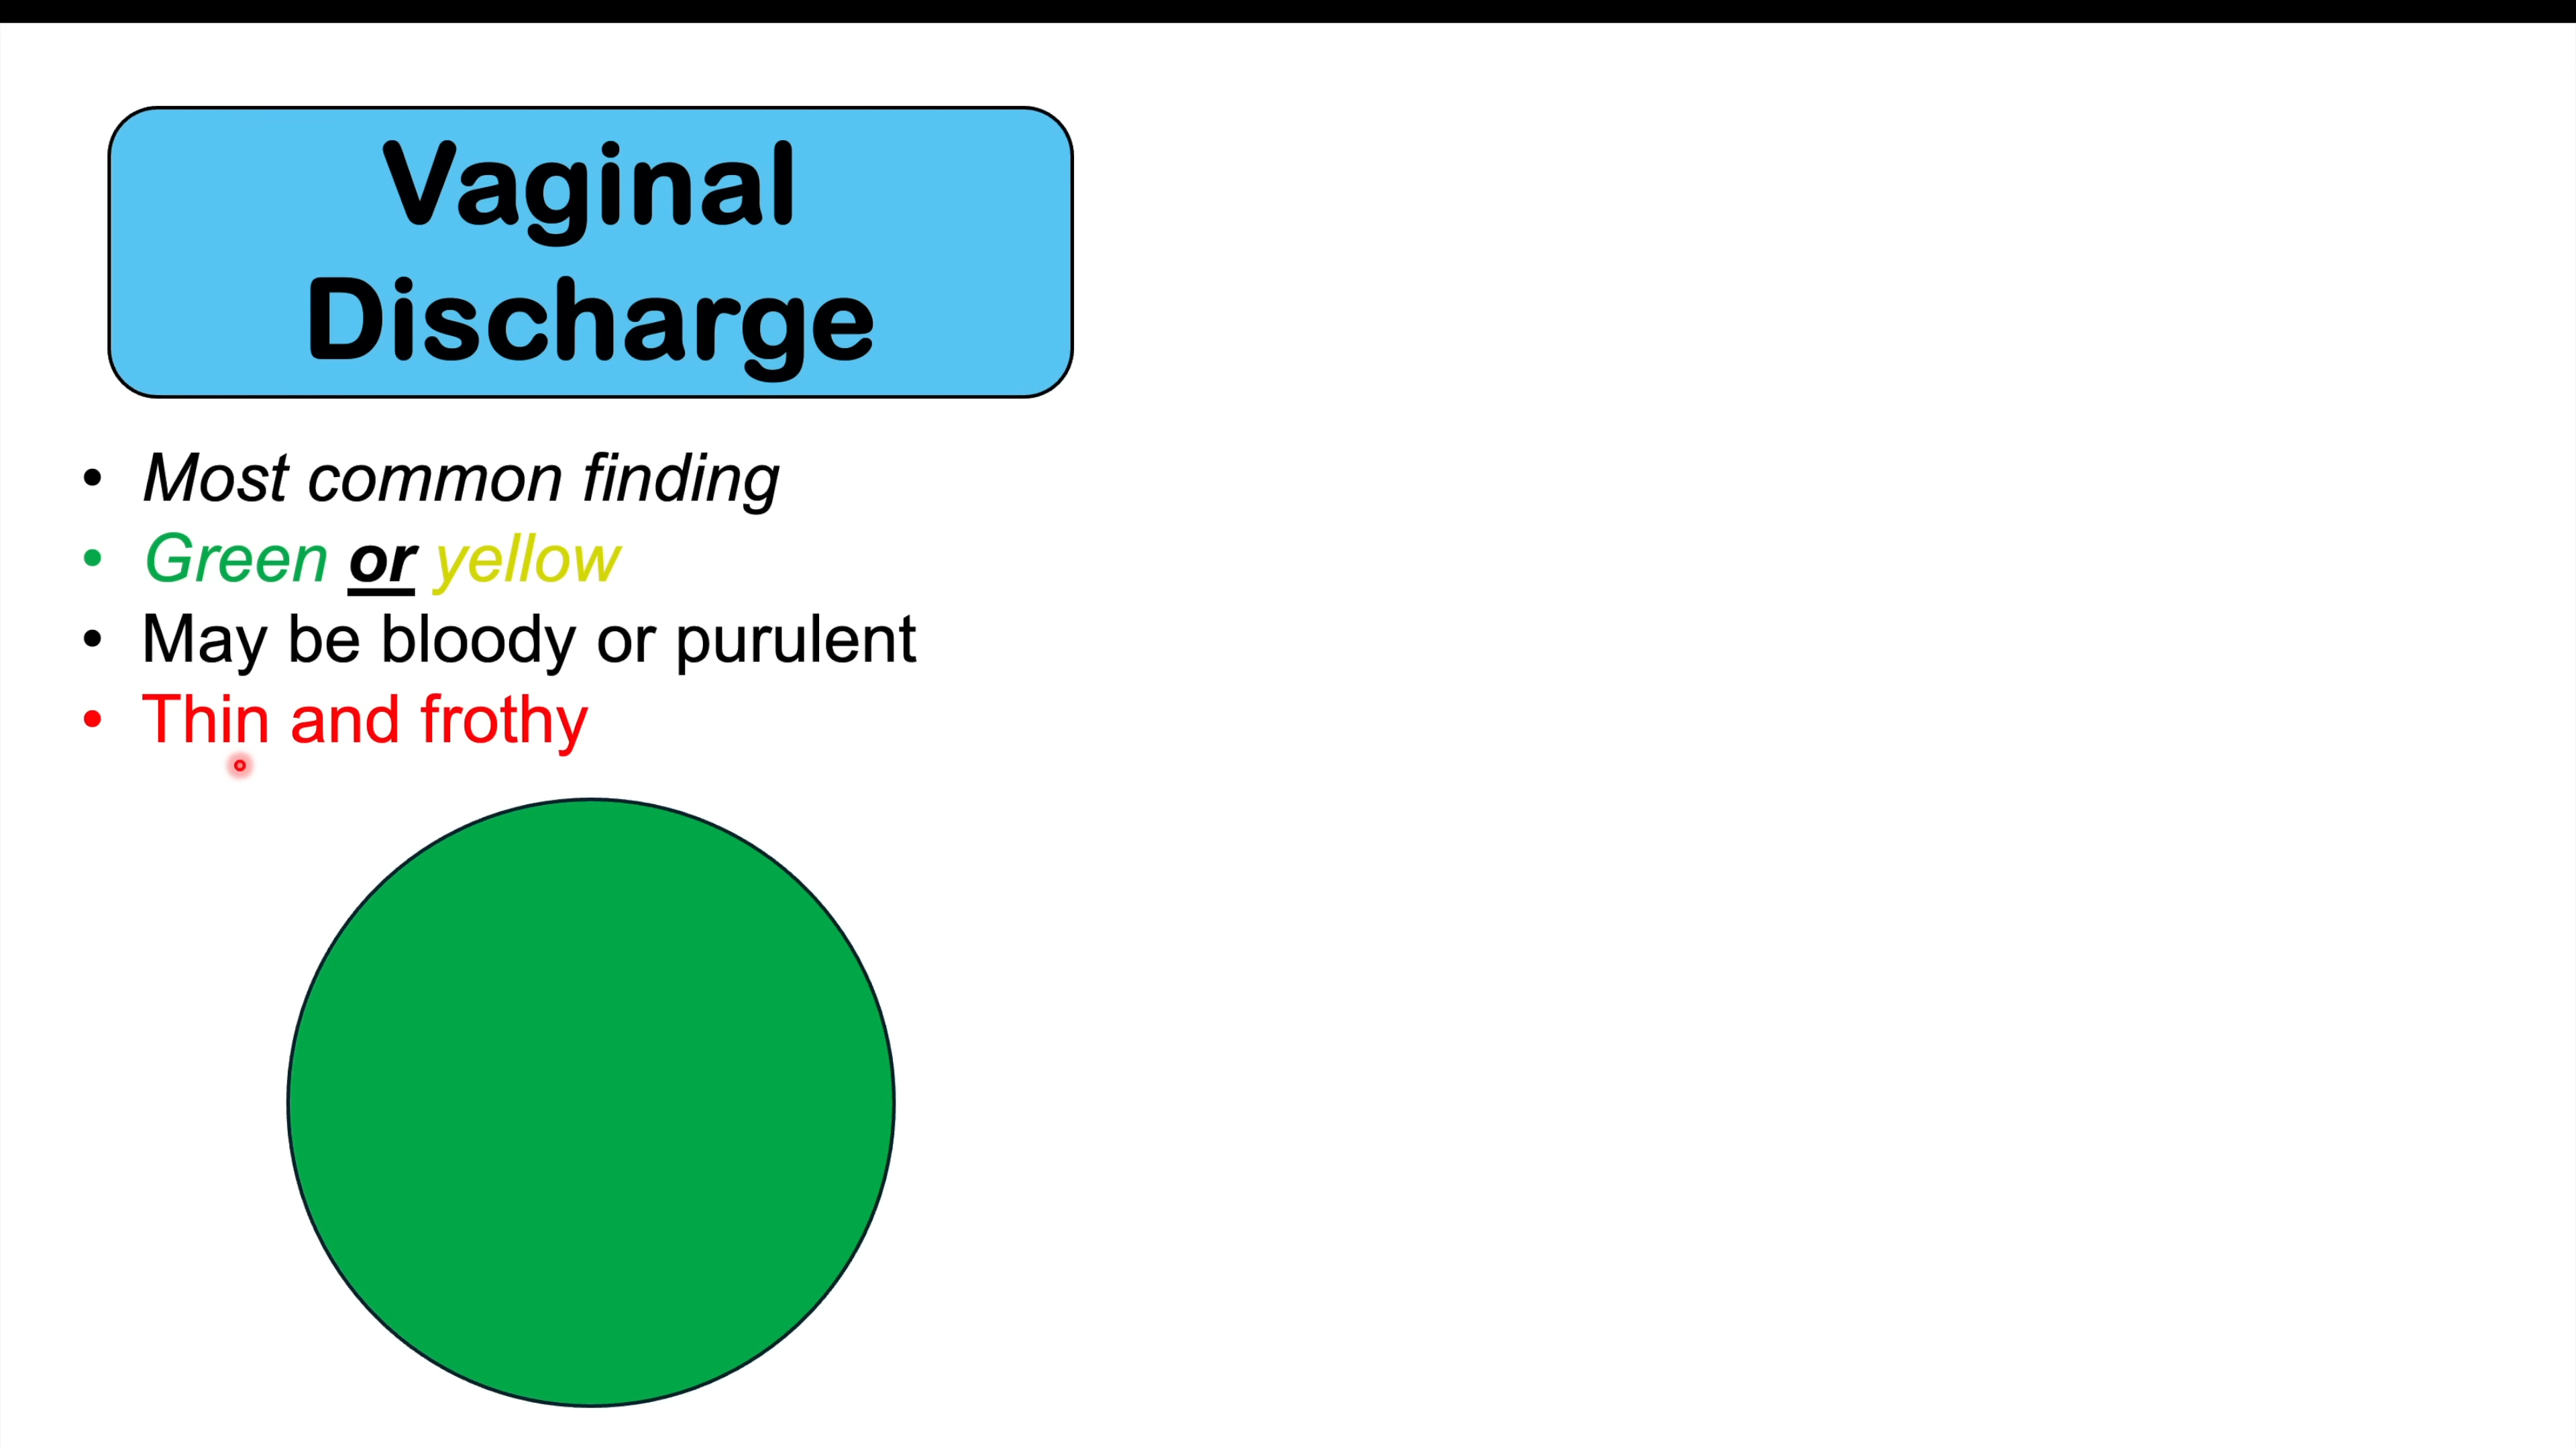 Vaginal
Discharge
• Most common finding
• Green or yellow
• May be bloody or purulent
• Thin and frothy